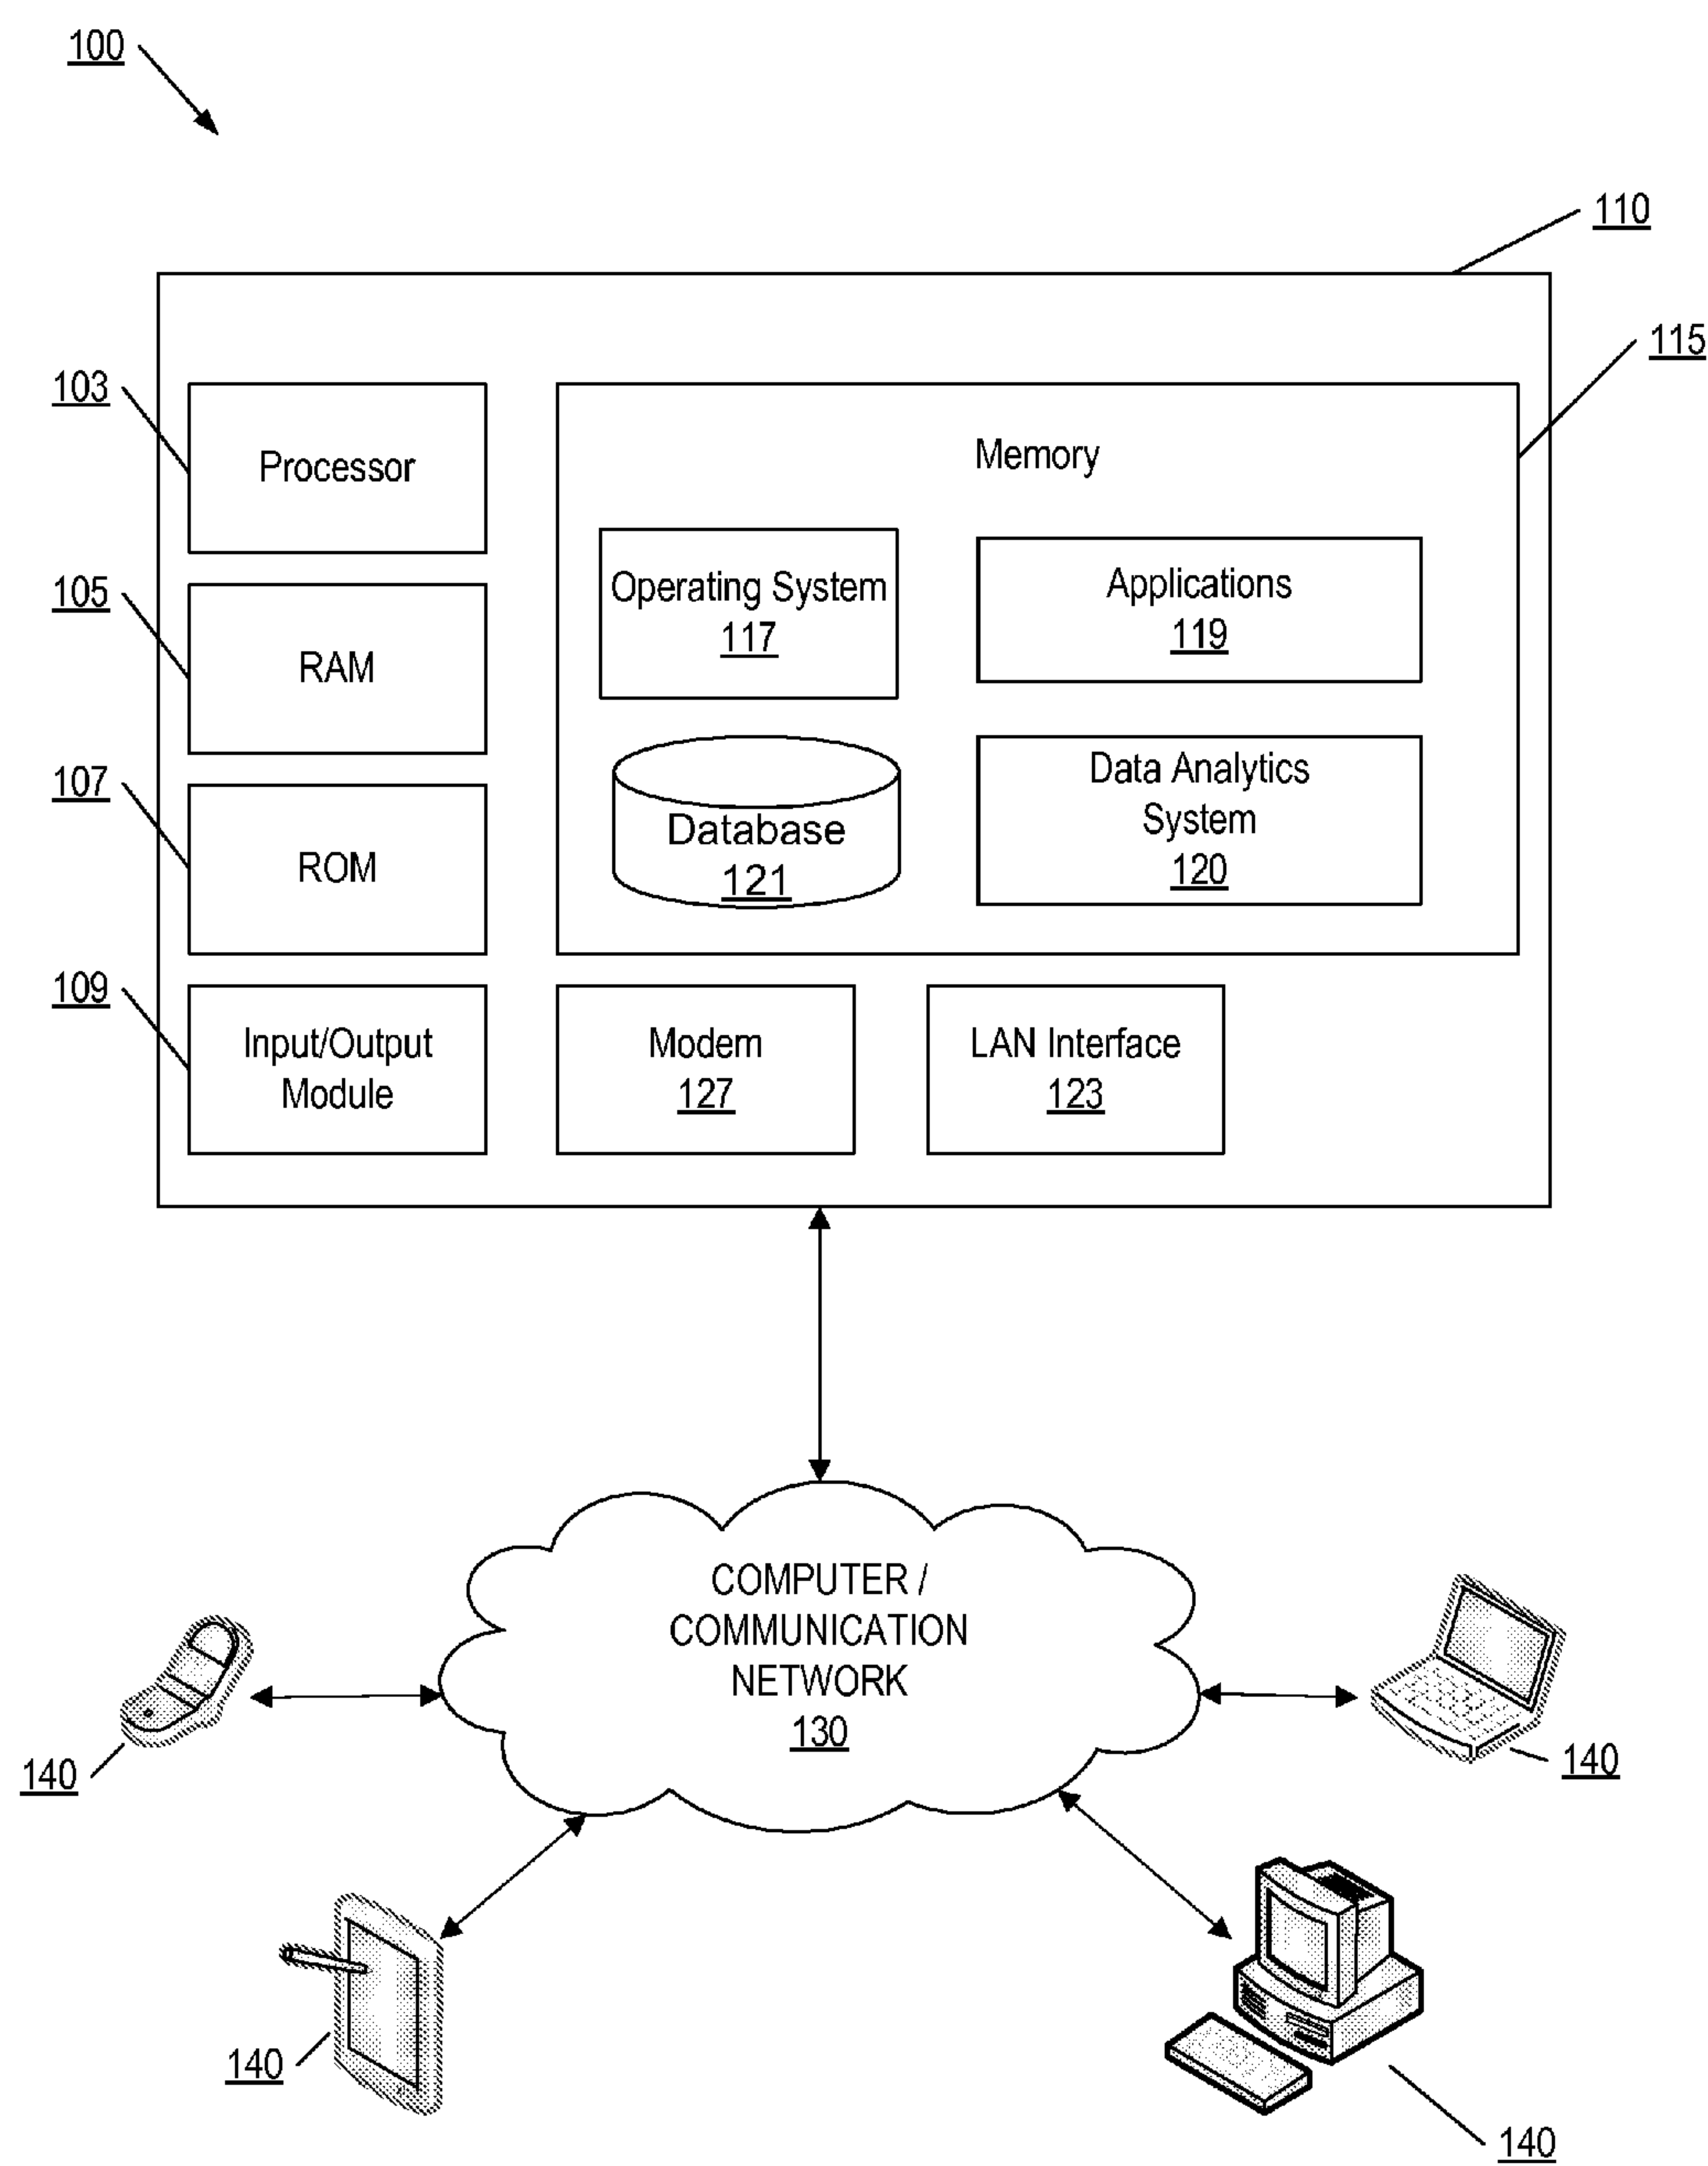 100
110
115
103
Processor
Memory
105
RAM
Operating System
117
Applications
119
107
ROM
Database
121
Data Analytics
System
120
109
Input/Output
Module
Modem
127
LAN Interface
123
COMPUTER /
COMMUNICATION
NETWORK
130
140
140
140
140